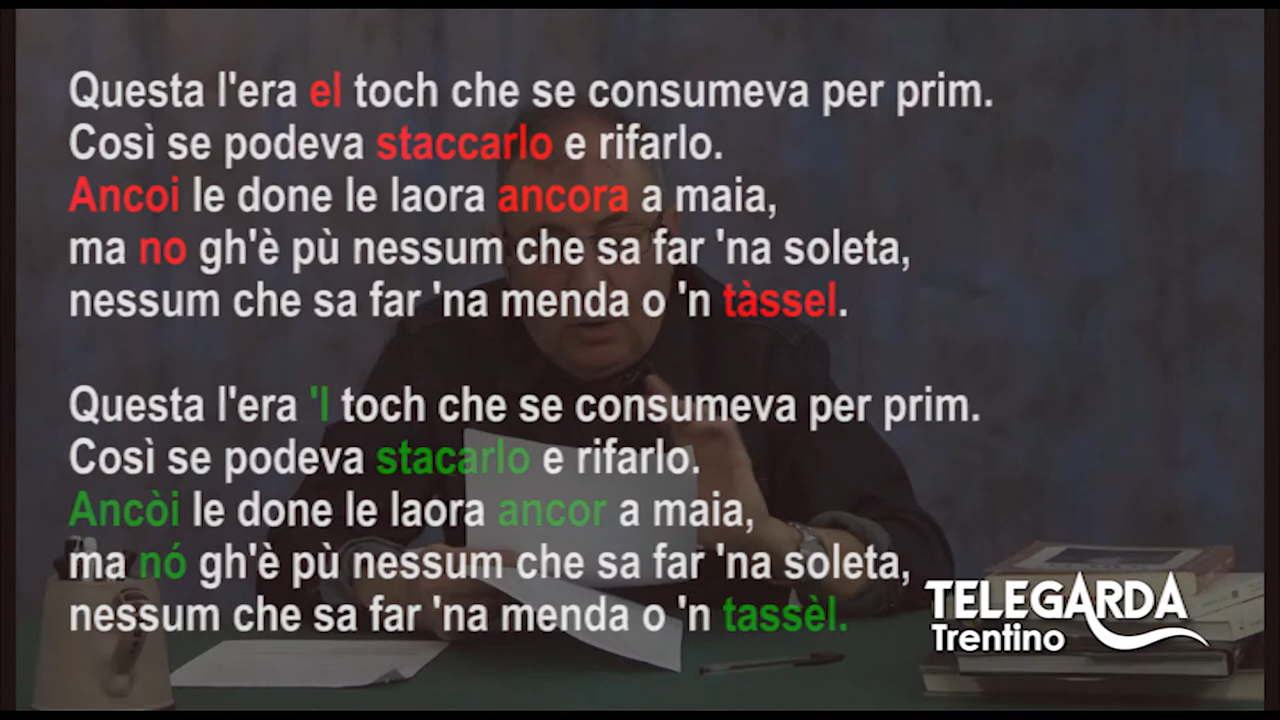 Questa l'era el toch che se consumeva per prim.
Così se podeva staccarlo e rifarlo.
Ancoi le done le laora ancora a maia,
ma no gh'è pù nessum che sa far 'na soleta,
nessum che sa far 'na menda o 'n tàssel.
Questa l'era 'l toch che se consumeva per prim.
Così se podeva stacarlo e rifarlo.
Ancòi le done le laora ancor a maia,
ma nó gh'è pù nessum che sa far 'na soleta,
nessum che sa far 'na menda o 'n tassèl.
TELEGARDA
Trentino